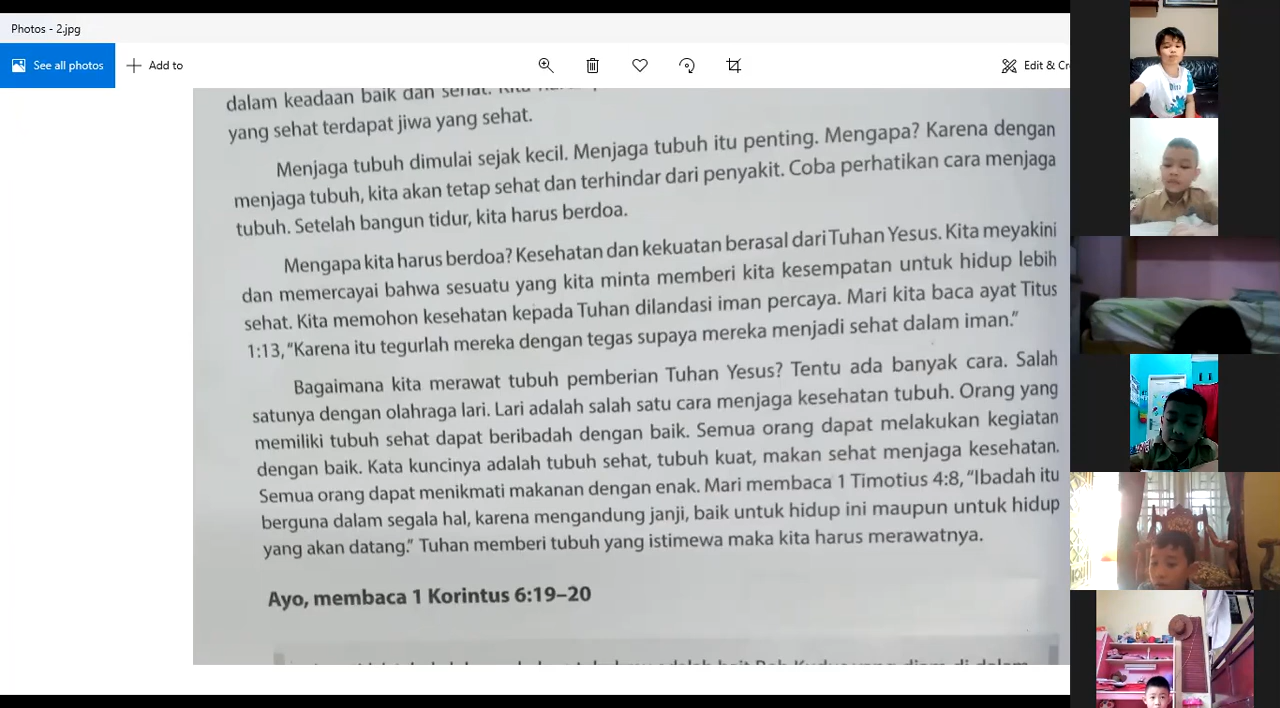 Photos - 2.jpg
See all photos
Add to
Edit & Cr
dalam keadaan baik dan sehat. Kita
yang sehat terdapat jiwa yang sehat.
Menjaga tubuh dimulai sejak kecil. Menjaga tubuh itu penting. Mengapa? Karena dengan
menjaga tubuh, kita akan tetap sehat dan terhindar dari penyakit. Coba perhatikan cara menjaga
tubuh. Setelah bangun tidur, kita harus berdoa.
Mengapa kita harus berdoa? Kesehatan dan kekuatan berasal dari Tuhan Yesus. Kita meyakini
dan memercayai bahwa sesuatu yang kita minta memberi kita kesempatan untuk hidup lebih
sehat. Kita memohon kesehatan kepada Tuhan dilandasi iman percaya. Mari kita baca ayat Titus
1:13, “Karena itu tegurlah mereka dengan tegas supaya mereka menjadi sehat dalam iman.”
Bagaimana kita merawat tubuh pemberian Tuhan Yesus? Tentu ada banyak cara. Salah
satunya dengan olahraga lari. Lari adalah salah satu cara menjaga kesehatan tubuh. Orang yang
memiliki tubuh sehat dapat beribadah dengan baik. Semua orang dapat melakukan kegiatan
dengan baik. Kata kuncinya adalah tubuh sehat, tubuh kuat, makan sehat menjaga kesehatan.
Semua orang dapat menikmati makanan dengan enak. Mari membaca 1 Timotius 4:8, “Ibadah itu
berguna dalam segala hal, karena mengandung janji, baik untuk hidup ini maupun untuk hidup
yang akan datang.” Tuhan memberi tubuh yang istimewa maka kita harus merawatnya.
Ayo, membaca 1 Korintus 6:19–20